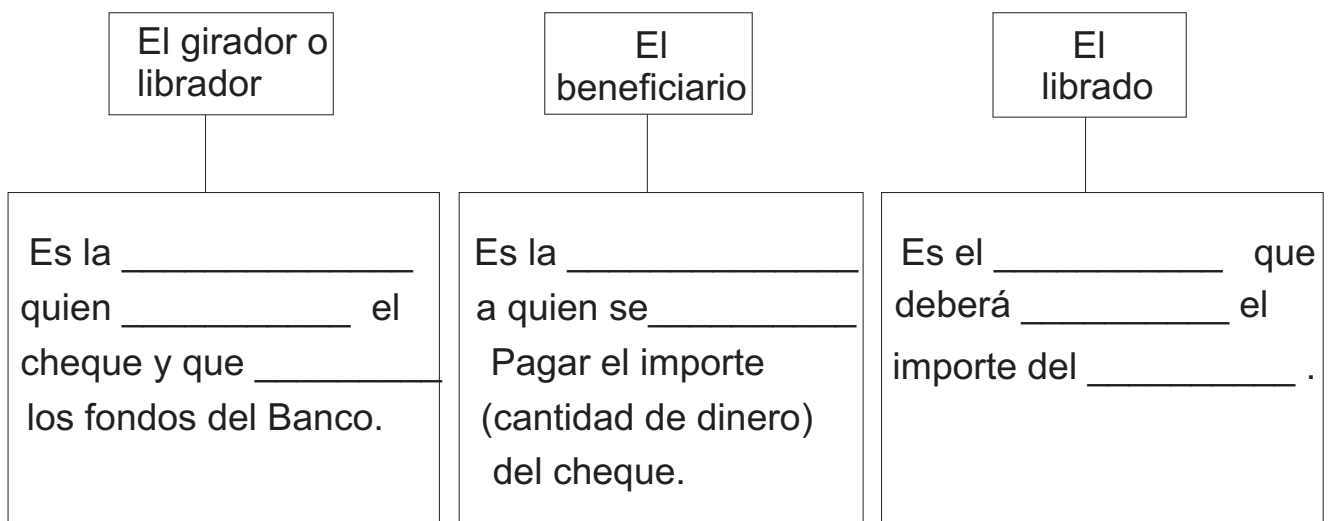 El girador o
librador
Es la ______________
quien ___________ el
cheque y que _________
los fondos del Banco.
El
beneficiario
Es la ______________
a quien se__________
Pagar el importe
(cantidad de dinero)
del cheque.
El
librado
Es el ___________ que
deberá __________ el
importe del __________ .